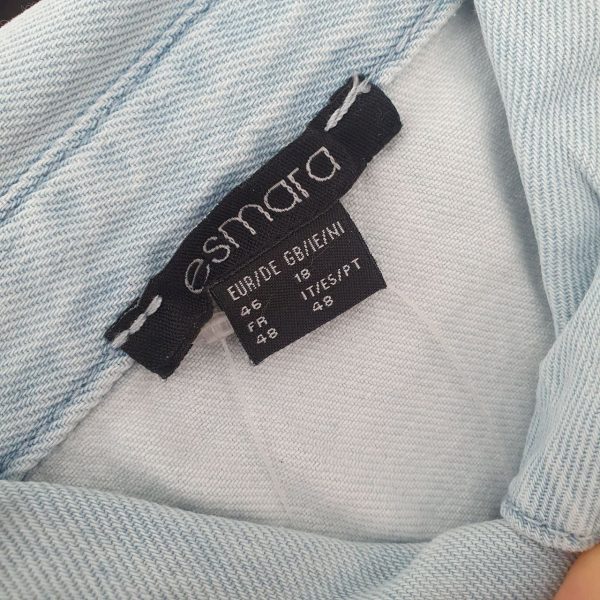 esmara
EUR/DE GB/IE/NI
46 18
FR IT/ES/PT
48 48